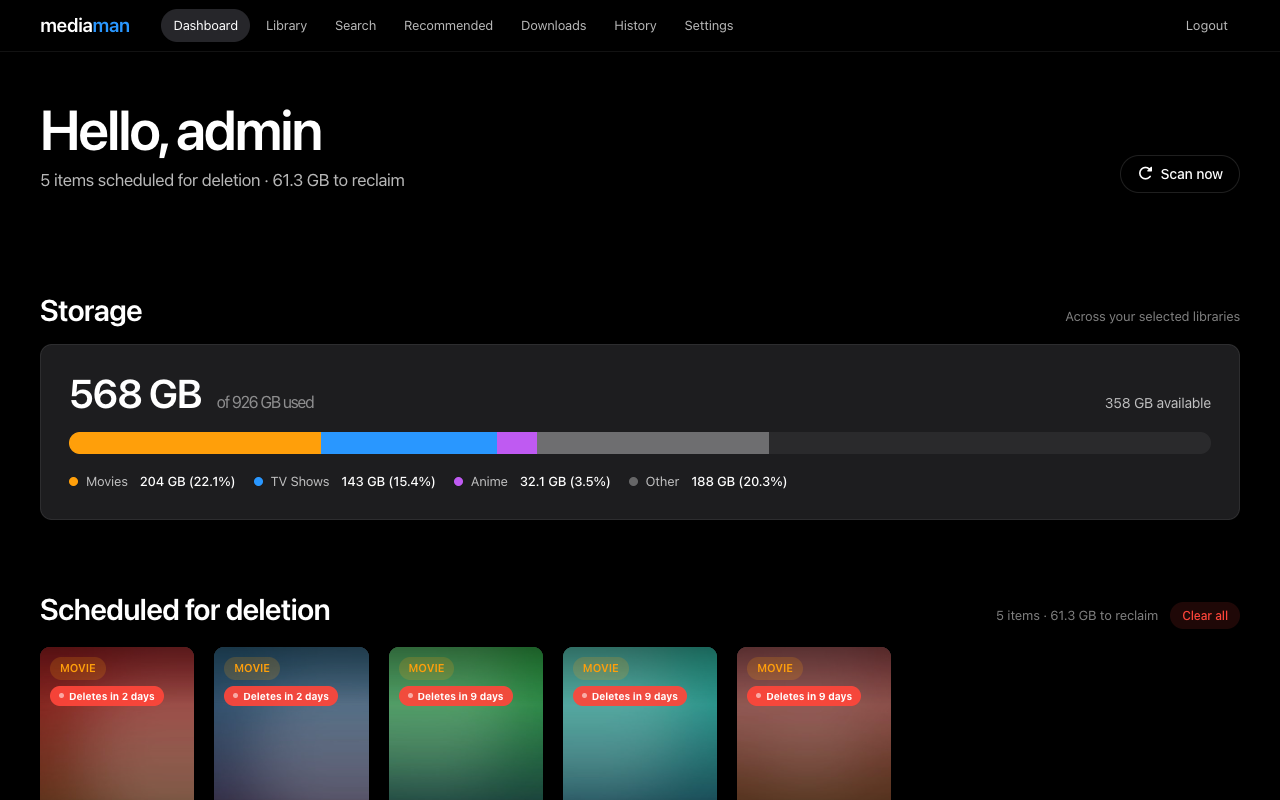 mediaman Dashboard Library Search Recommended Downloads History Settings Logout
Hello, admin
5 items scheduled for deletion · 61.3 GB to reclaim
Scan now
Storage
Across your selected libraries
568 GB of 926 GB used
358 GB available
Movies 204 GB (22.1%) TV Shows 143 GB (15.4%) Anime 32.1 GB (3.5%) Other 188 GB (20.3%)
Scheduled for deletion
5 items · 61.3 GB to reclaim Clear all
MOVIE MOVIE MOVIE MOVIE MOVIE
Deletes in 2 days Deletes in 2 days Deletes in 9 days Deletes in 9 days Deletes in 9 days